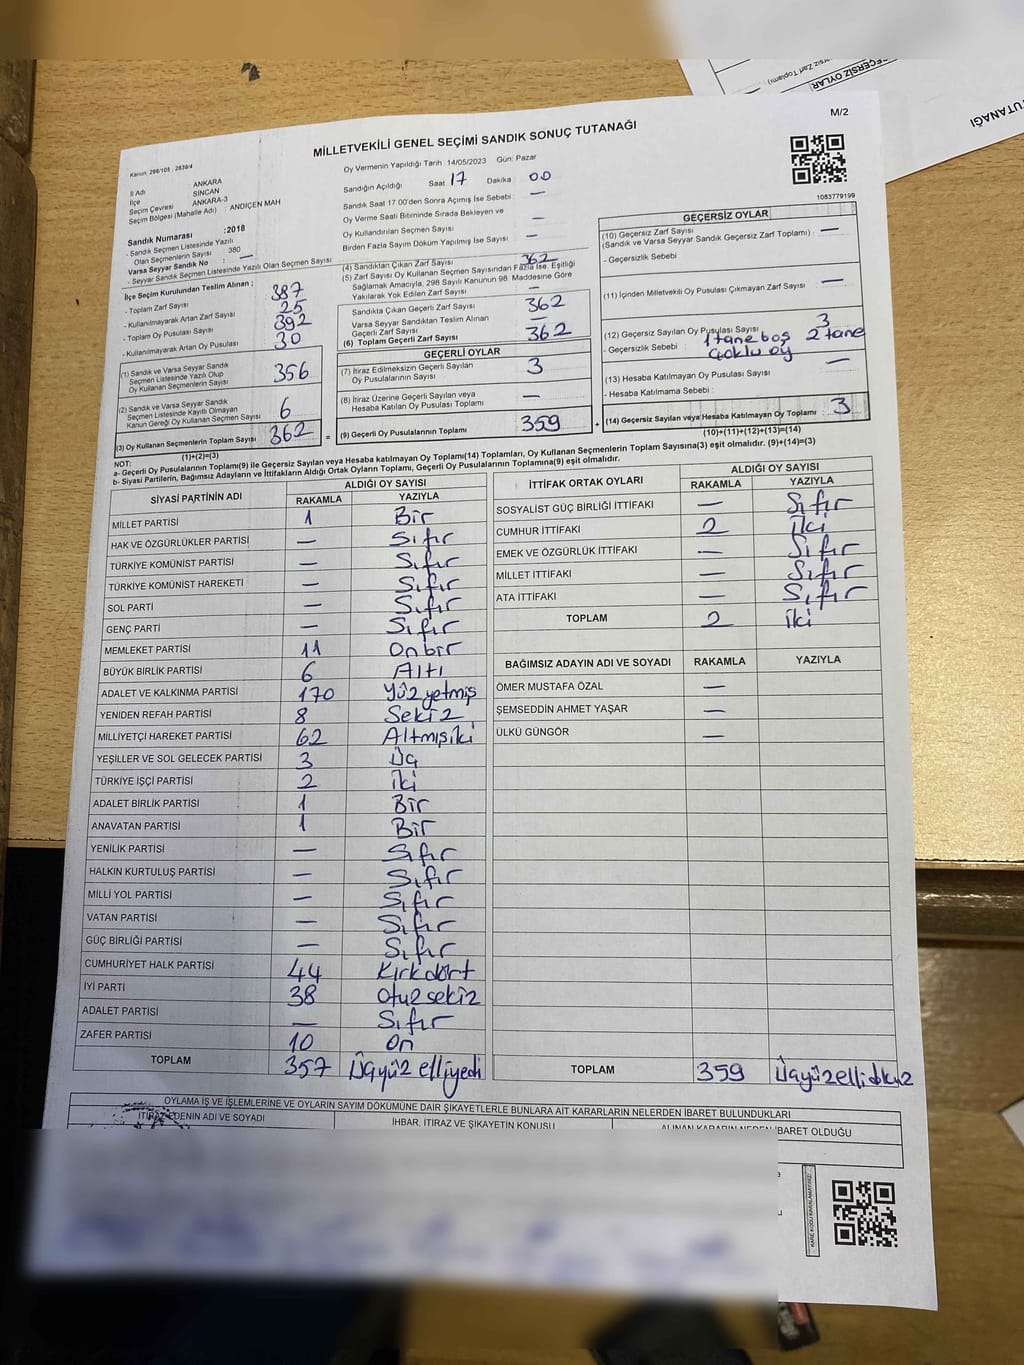 ERSİZ Zarf Toplamı)
GEÇERSİZ OYLAR
TUTANAĞI
M/2
MİLLETVEKİLİ GENEL SEÇİMİ SANDIK SONUÇ TUTANAĞI
Kanun: 298/105 , 2839/4
Oy Vermenin Yapıldığı Tarih :14/05/2023 Gün: Pazar
İl Adı ANKARA
İlçe SİNCAN
Seçim Çevresi ANKARA-3
Seçim Bölgesi (Mahalle Adı) : ANDİÇEN MAH
Sandığın Açıldığı Saat 17 Dakika : 00
Sandık Saat 17.00'den Sonra Açımış İse Sebebi : —
Oy Verme Saati Bitiminde Sırada Bekleyen ve
Oy Kullandırılan Seçmen Sayısı —
Birden Fazla Sayım Döküm Yapılmış İse Sayısı —
1083779199
Sandık Numarası :2018
- Sandık Seçmen Listesinde Yazılı
Olan Seçmenlerin Sayısı 380
Varsa Seyyar Sandık No : —
- Seyyar Sandık Seçmen Listesinde Yazılı Olan Seçmen Sayısı
İlçe Seçim Kurulundan Teslim Alınan ;
- Toplam Zarf Sayısı 387
- Kullanılmayarak Artan Zarf Sayısı 25
- Toplam Oy Pusulası Sayısı 392
- Kullanılmayarak Artan Oy Pusulası 30
(1) Sandık ve Varsa Seyyar Sandık
Seçmen Listesinde Yazılı Olup
Oy Kullanan Seçmenlerin Sayısı 356
(2) Sandık ve Varsa Seyyar Sandık
Seçmen Listesinde Kayıtlı Olmayan
Kanun Gereği Oy Kullanan Seçmen Sayısı 6
(3) Oy Kullanan Seçmenlerin Toplam Sayısı 362
(1)+(2)=(3)
(4) Sandıktan Çıkan Zarf Sayısı 362
(5) Zarf Sayısı Oy Kullanan Seçmen Sayısından Fazla İse, Eşitliği
Sağlamak Amacıyla, 298 Sayılı Kanunun 98. Maddesine Göre
Yakılarak Yok Edilen Zarf Sayısı —
Sandıkta Çıkan Geçerli Zarf Sayısı 362
Varsa Seyyar Sandıktan Teslim Alınan
Geçerli Zarf Sayısı —
(6) Toplam Geçerli Zarf Sayısı 362
GEÇERLİ OYLAR
(7) İtiraz Edilmeksizin Geçerli Sayılan
Oy Pusulalarının Sayısı 3
(8) İtiraz Üzerine Geçerli Sayılan veya
Hesaba Katılan Oy Pusulası Toplamı —
= (9) Geçerli Oy Pusulalarının Toplamı 359
GEÇERSİZ OYLAR
(10) Geçersiz Zarf Sayısı
(Sandık ve Varsa Seyyar Sandık Geçersiz Zarf Toplamı) : —
- Geçersizlik Sebebi
(11) İçinden Milletvekili Oy Pusulası Çıkmayan Zarf Sayısı : —
(12) Geçersiz Sayılan Oy Pusulası Sayısı 3
- Geçersizlik Sebebi : 1 tane boş 2 tane
çoklu oy
(13) Hesaba Katılmayan Oy Pusulası Sayısı —
- Hesaba Katılmama Sebebi :
+ (14) Geçersiz Sayılan veya Hesaba Katılmayan Oy Toplamı : 3
(10)+(11)+(12)+(13)=(14)
NOT:
a- Geçerli Oy Pusulalarının Toplamı(9) ile Geçersiz Sayılan veya Hesaba Katılmayan Oy Toplamı(14) Toplamları, Oy Kullanan Seçmenlerin Toplam Sayısına(3) eşit olmalıdır. (9)+(14)=(3)
b- Siyasi Partilerin, Bağımsız Adayların ve İttifakların Aldığı Ortak Oyların Toplamı, Geçerli Oy Pusulalarının Toplamına(9) eşit olmalıdır.
SİYASİ PARTİNİN ADI ALDIĞI OY SAYISI
RAKAMLA YAZIYLA
MİLLET PARTİSİ 1 Bir
HAK VE ÖZGÜRLÜKLER PARTİSİ — Sıfır
TÜRKİYE KOMÜNİST PARTİSİ — Sıfır
TÜRKİYE KOMÜNİST HAREKETİ — Sıfır
SOL PARTİ — Sıfır
GENÇ PARTİ — Sıfır
MEMLEKET PARTİSİ 11 Onbir
BÜYÜK BİRLİK PARTİSİ 6 Altı
ADALET VE KALKINMA PARTİSİ 170 Yüzyetmiş
YENİDEN REFAH PARTİSİ 8 Sekiz
MİLLİYETÇİ HAREKET PARTİSİ 62 Altmışiki
YEŞİLLER VE SOL GELECEK PARTİSİ 3 Üç
TÜRKİYE İŞÇİ PARTİSİ 2 İki
ADALET BİRLİK PARTİSİ 1 Bir
ANAVATAN PARTİSİ 1 Bir
YENİLİK PARTİSİ — Sıfır
HALKIN KURTULUŞ PARTİSİ — Sıfır
MİLLİ YOL PARTİSİ — Sıfır
VATAN PARTİSİ — Sıfır
GÜÇ BİRLİĞİ PARTİSİ — Sıfır
CUMHURİYET HALK PARTİSİ 44 Kırkdört
İYİ PARTİ 38 Otuzsekiz
ADALET PARTİSİ — Sıfır
ZAFER PARTİSİ 10 On
TOPLAM 357 Üçyüz elliyedi
İTTİFAK ORTAK OYLARI ALDIĞI OY SAYISI
RAKAMLA YAZIYLA
SOSYALİST GÜÇ BİRLİĞİ İTTİFAKI — Sıfır
CUMHUR İTTİFAKI 2 İki
EMEK VE ÖZGÜRLÜK İTTİFAKI — Sıfır
MİLLET İTTİFAKI — Sıfır
ATA İTTİFAKI — Sıfır
TOPLAM 2 İki
BAĞIMSIZ ADAYIN ADI VE SOYADI RAKAMLA YAZIYLA
ÖMER MUSTAFA ÖZAL —
ŞEMSEDDİN AHMET YAŞAR —
ÜLKÜ GÜNGÖR —
TOPLAM 359 Üçyüzellidokuz
OYLAMA İŞ VE İŞLEMLERİNE VE OYLARIN SAYIM DÖKÜMÜNE DAİR ŞİKAYETLERLE BUNLARA AİT KARARLARIN NELERDEN İBARET BULUNDUKLARI
İTİRAZ EDENİN ADI VE SOYADI İHBAR, İTİRAZ VE ŞİKAYETİN KONUSU ALINAN KARARIN NEDEN İBARET OLDUĞU